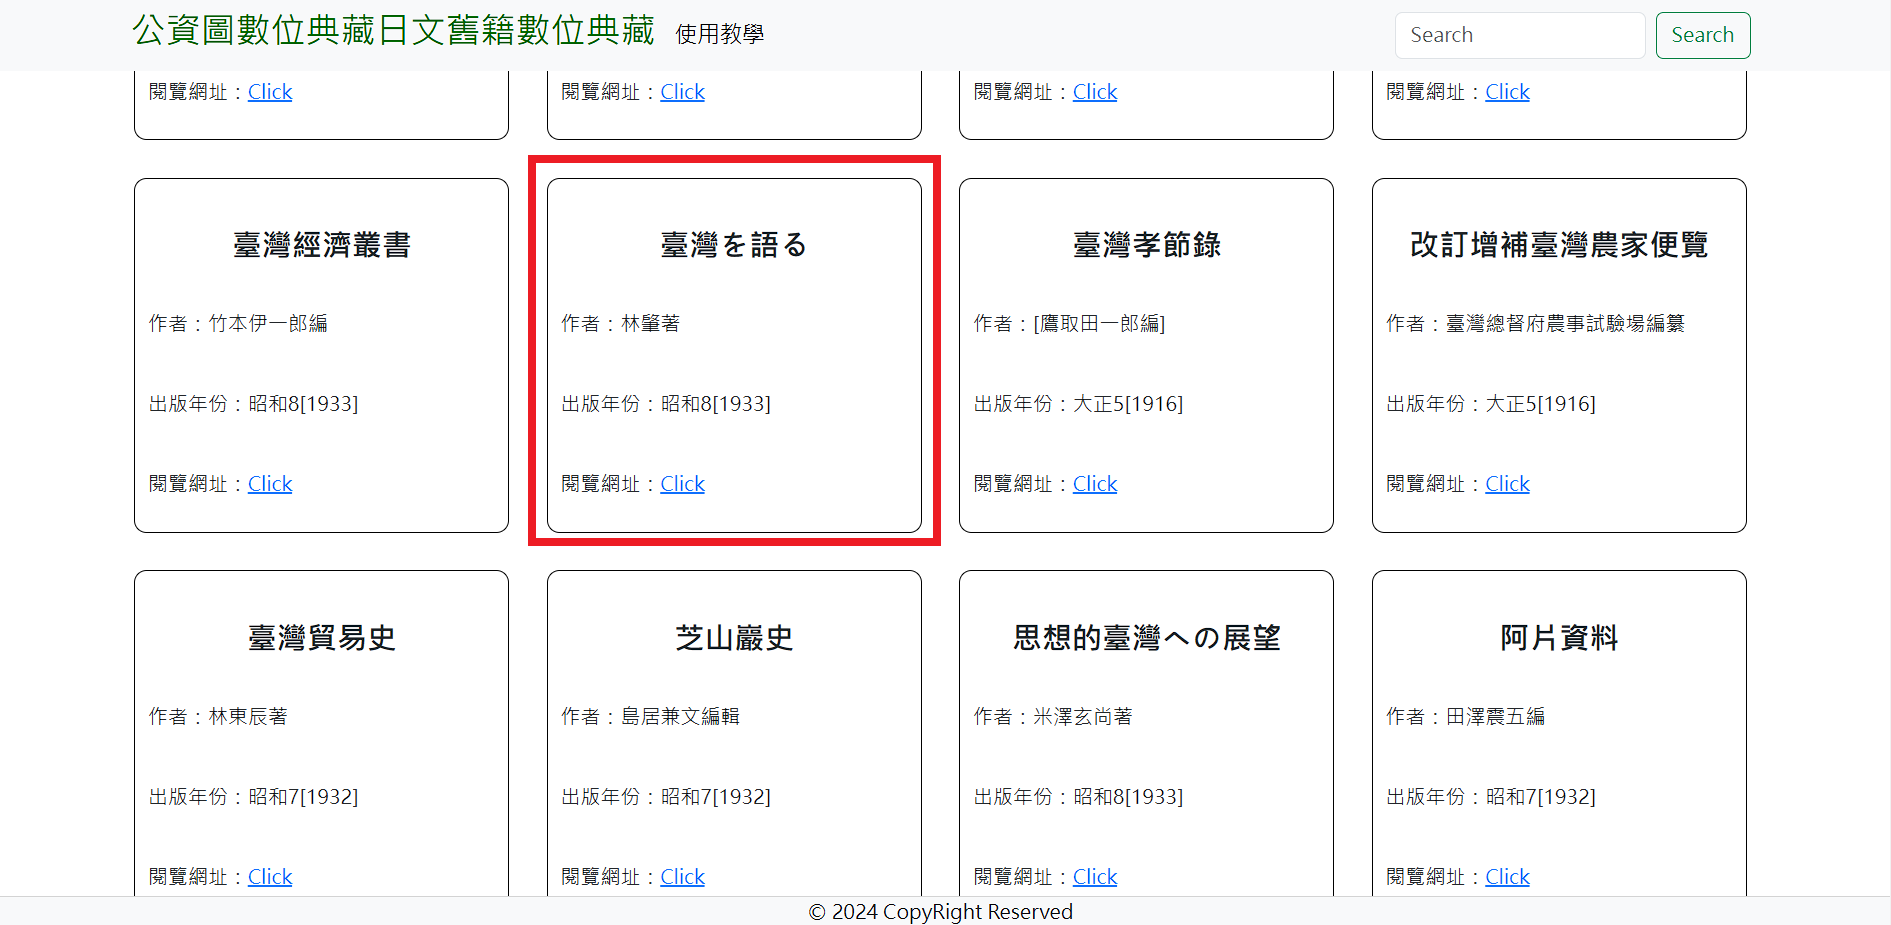 公資圖數位典藏日文舊籍數位典藏 使用教學 Search Search
閱覽網址：Click 閱覽網址：Click 閱覽網址：Click 閱覽網址：Click
臺灣經濟叢書 臺灣を語る 臺灣孝節錄 改訂增補臺灣農家便覽
作者：竹本伊一郎編 作者：林肇著 作者：[鷹取田一郎編] 作者：臺灣總督府農事試驗場編纂
出版年份：昭和8[1933] 出版年份：昭和8[1933] 出版年份：大正5[1916] 出版年份：大正5[1916]
閱覽網址：Click 閱覽網址：Click 閱覽網址：Click 閱覽網址：Click
臺灣貿易史 芝山巖史 思想的臺灣への展望 阿片資料
作者：林東辰著 作者：島居兼文編輯 作者：米澤玄尚著 作者：田澤震五編
出版年份：昭和7[1932] 出版年份：昭和7[1932] 出版年份：昭和8[1933] 出版年份：昭和7[1932]
閱覽網址：Click 閱覽網址：Click 閱覽網址：Click 閱覽網址：Click
© 2024 CopyRight Reserved